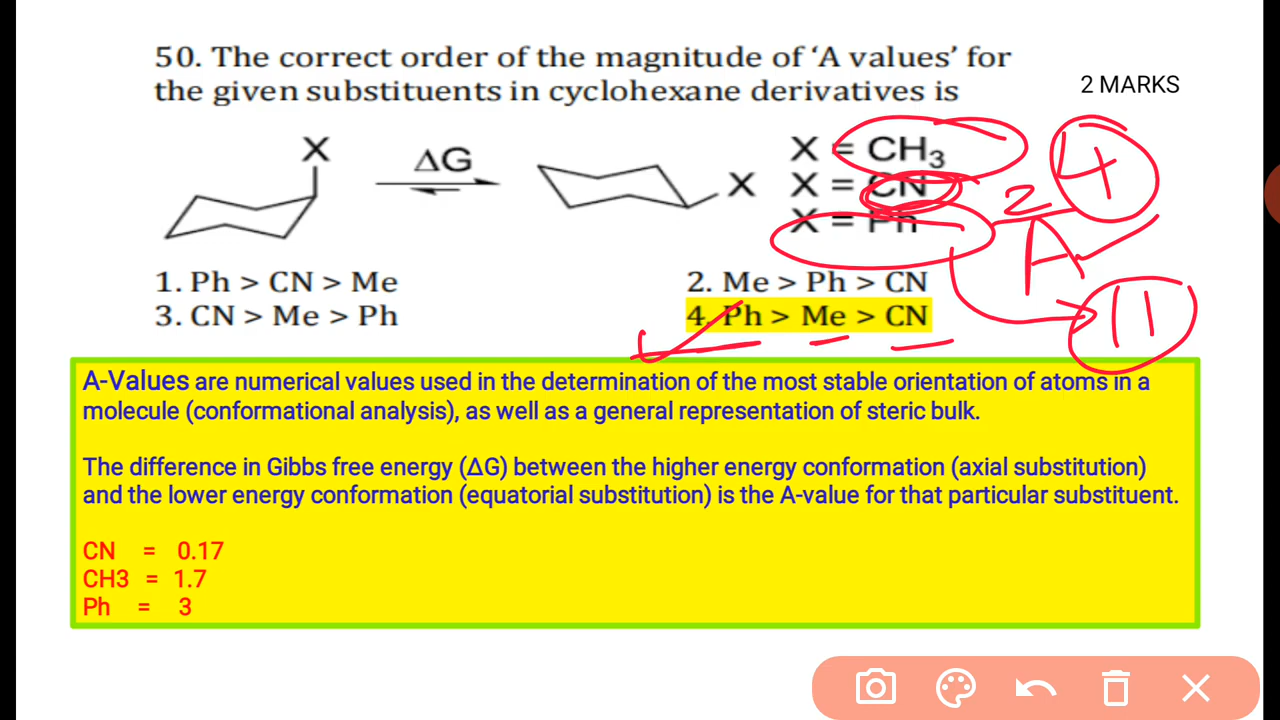 50. The correct order of the magnitude of ‘A values’ for
the given substituents in cyclohexane derivatives is
2 MARKS
X
ΔG
X
X = CH3
X = CN
X = Ph
2
A
4
11
1. Ph > CN > Me
2. Me > Ph > CN
3. CN > Me > Ph
4. Ph > Me > CN
A-Values are numerical values used in the determination of the most stable orientation of atoms in a
molecule (conformational analysis), as well as a general representation of steric bulk.
The difference in Gibbs free energy (ΔG) between the higher energy conformation (axial substitution)
and the lower energy conformation (equatorial substitution) is the A-value for that particular substituent.
CN = 0.17
CH3 = 1.7
Ph = 3